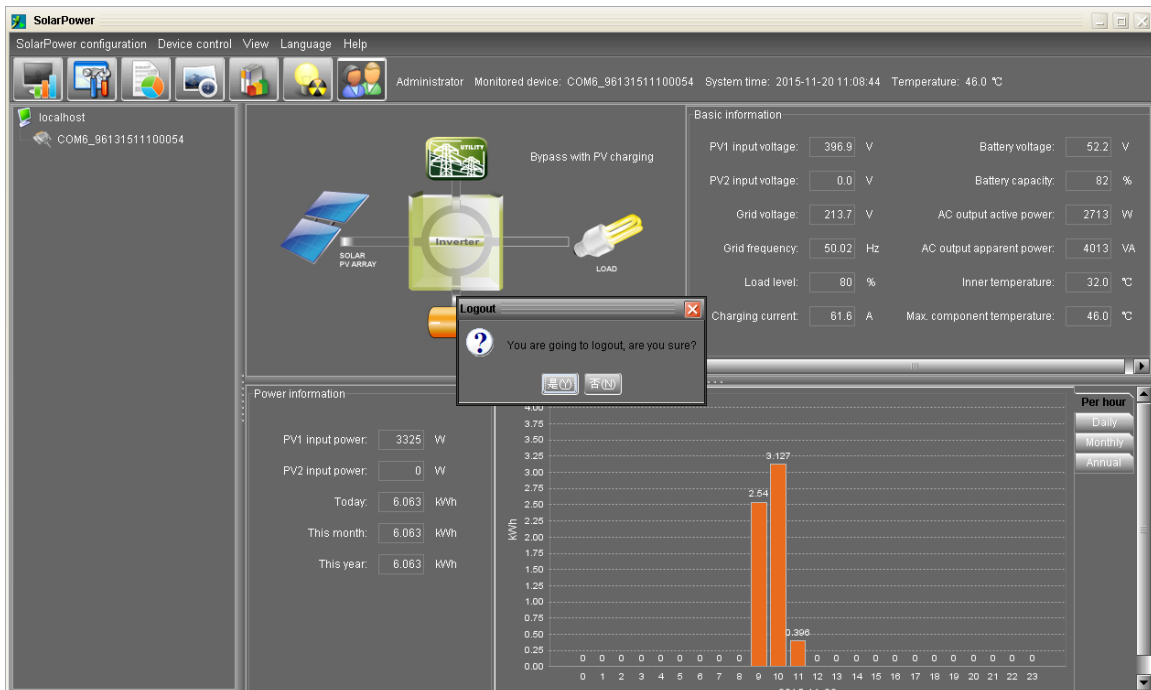 SolarPower
SolarPower configuration Device control View Language Help
Administrator Monitored device: COM6_96131511100054 System time: 2015-11-20 11:08:44 Temperature: 46.0 ℃
localhost
COM6_96131511100054
UTILITY
Bypass with PV charging
SOLAR
PV ARRAY
Inverter
LOAD
Basic information
PV1 input voltage: 396.9 V Battery voltage: 52.2 V
PV2 input voltage: 0.0 V Battery capacity: 82 %
Grid voltage: 213.7 V AC output active power: 2713 W
Grid frequency: 50.02 Hz AC output apparent power: 4013 VA
Load level: 80 % Inner temperature: 32.0 ℃
Charging current: 61.6 A Max. component temperature: 46.0 ℃
Logout
You are going to logout, are you sure?
是(Y) 否(N)
Power information
PV1 input power: 3325 W
PV2 input power: 0 W
Today: 6.063 kWh
This month: 6.063 kWh
This year: 6.063 kWh
Per hour
Daily
Monthly
Annual
kWh
4.00
3.75
3.50
3.25
3.00
2.75
2.50
2.25
2.00
1.75
1.50
1.25
1.00
0.75
0.50
0.25
0.00
0 0 0 0 0 0 0 0 0 2.54 3.127 0.396 0 0 0 0 0 0 0 0 0 0 0 0
0 1 2 3 4 5 6 7 8 9 10 11 12 13 14 15 16 17 18 19 20 21 22 23